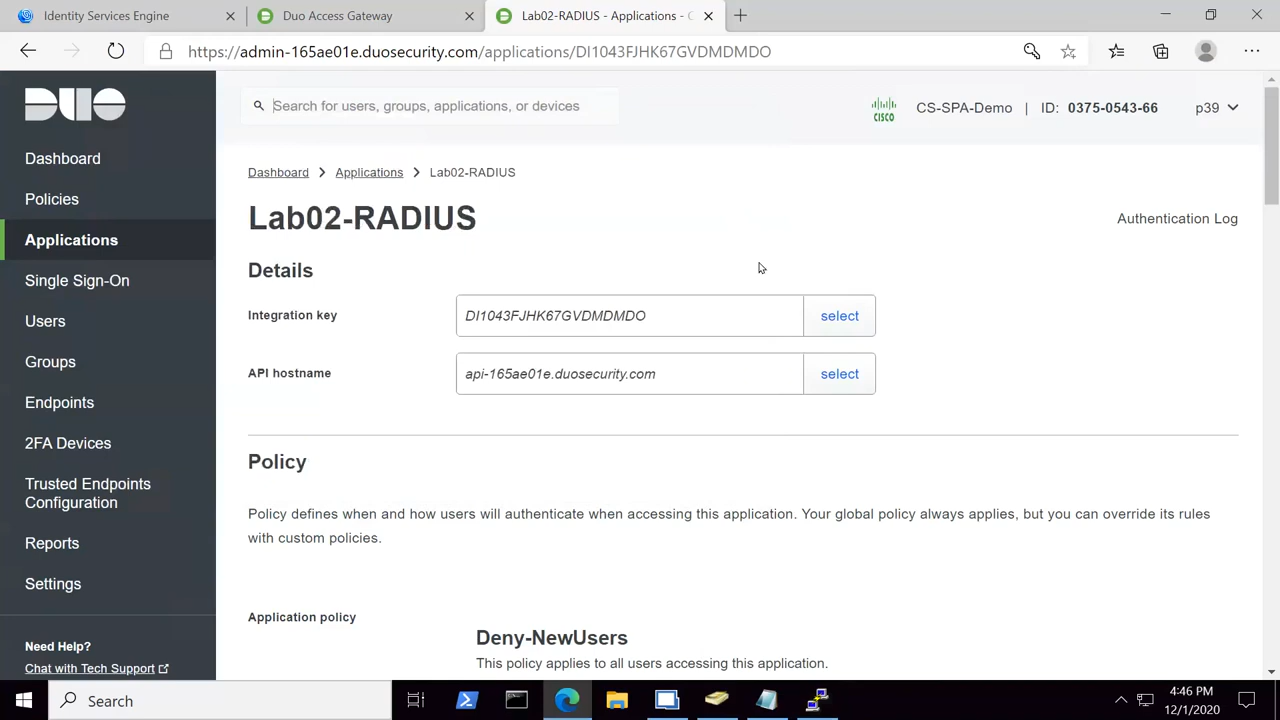 Identity Services Engine
Duo Access Gateway
Lab02-RADIUS - Applications - C
https://admin-165ae01e.duosecurity.com/applications/DI1043FJHK67GVDMDMDO
DUO
Search for users, groups, applications, or devices
CISCO
CS-SPA-Demo | ID: 0375-0543-66
p39
Dashboard
Policies
Applications
Single Sign-On
Users
Groups
Endpoints
2FA Devices
Trusted Endpoints
Configuration
Reports
Settings
Need Help?
Chat with Tech Support
Dashboard > Applications > Lab02-RADIUS
Lab02-RADIUS
Authentication Log
Details
Integration key
DI1043FJHK67GVDMDMDO
select
API hostname
api-165ae01e.duosecurity.com
select
Policy
Policy defines when and how users will authenticate when accessing this application. Your global policy always applies, but you can override its rules
with custom policies.
Application policy
Deny-NewUsers
This policy applies to all users accessing this application.
Search
4:46 PM
12/1/2020